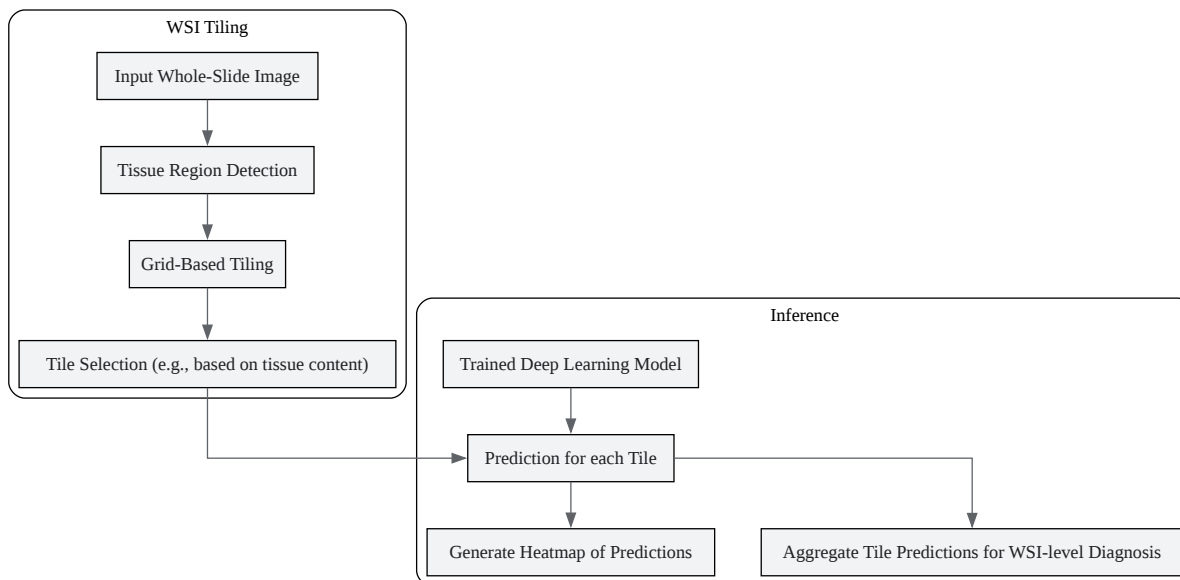 WSI Tiling
Input Whole-Slide Image
Tissue Region Detection
Grid-Based Tiling
Tile Selection (e.g., based on tissue content)
Inference
Trained Deep Learning Model
Prediction for each Tile
Generate Heatmap of Predictions
Aggregate Tile Predictions for WSI-level Diagnosis